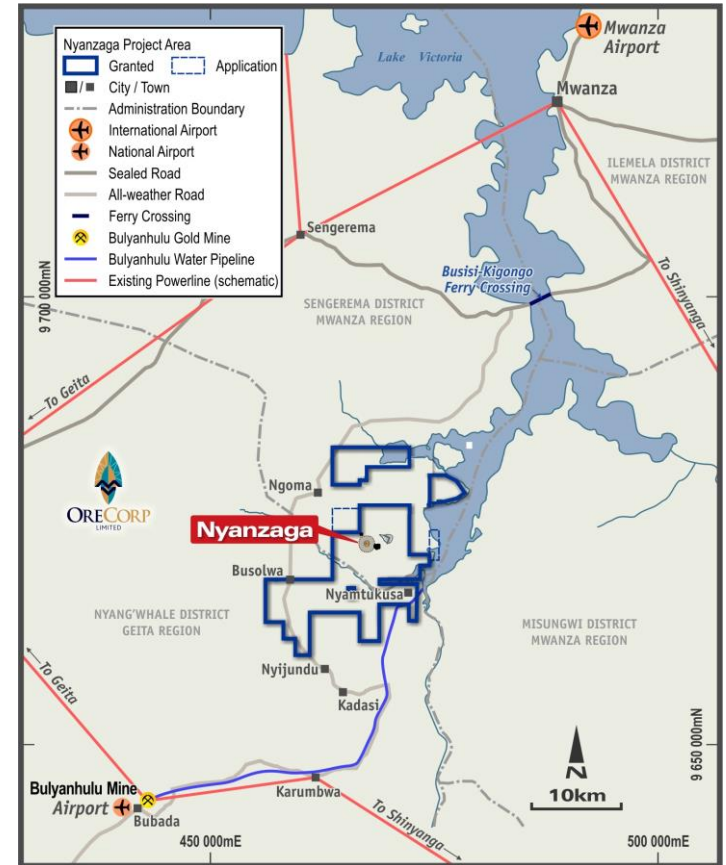 Nyanzaga Project Area
Granted
Application
City / Town
Administration Boundary
International Airport
National Airport
Sealed Road
All-weather Road
Ferry Crossing
Bulyanhulu Gold Mine
Bulyanhulu Water Pipeline
Existing Powerline (schematic)
Lake Victoria
Mwanza
Airport
Mwanza
ILEMELA DISTRICT
MWANZA REGION
Sengerema
Busisi-Kigongo
Ferry Crossing
To Shinyanga
SENGEREMA DISTRICT
MWANZA REGION
9 700 000mN
To Geita
ORECORP
LIMITED
Ngoma
Nyanzaga
Busolwa
Nyamtukusa
NYANG'WHALE DISTRICT
GEITA REGION
MISUNGWI DISTRICT
MWANZA REGION
Nyijundu
To Geita
Kadasi
9 650 000mN
N
10km
Bulyanhulu Mine
Airport
Bubada
Karumbwa
To Shinyanga
450 000mE
500 000mE